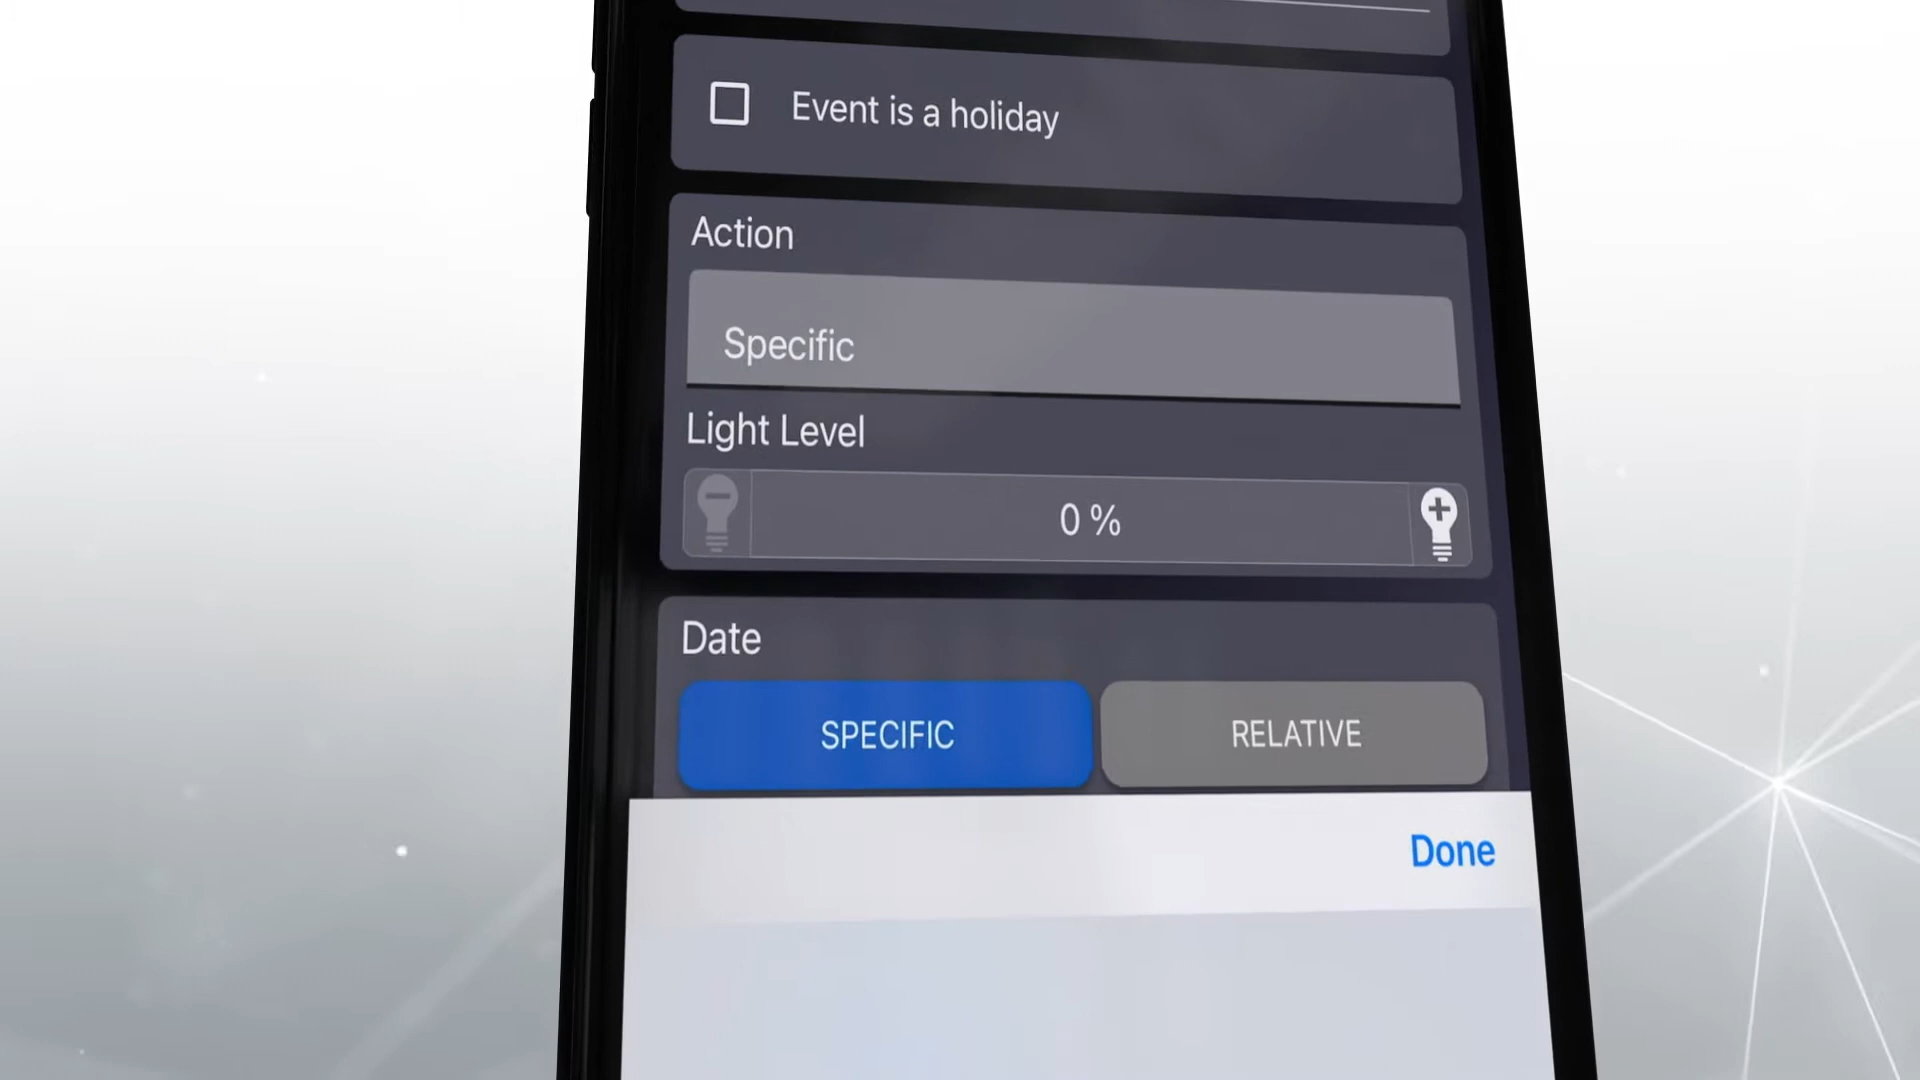 Event is a holiday
Action
Specific
Light Level
0 %
Date
SPECIFIC
RELATIVE
Done